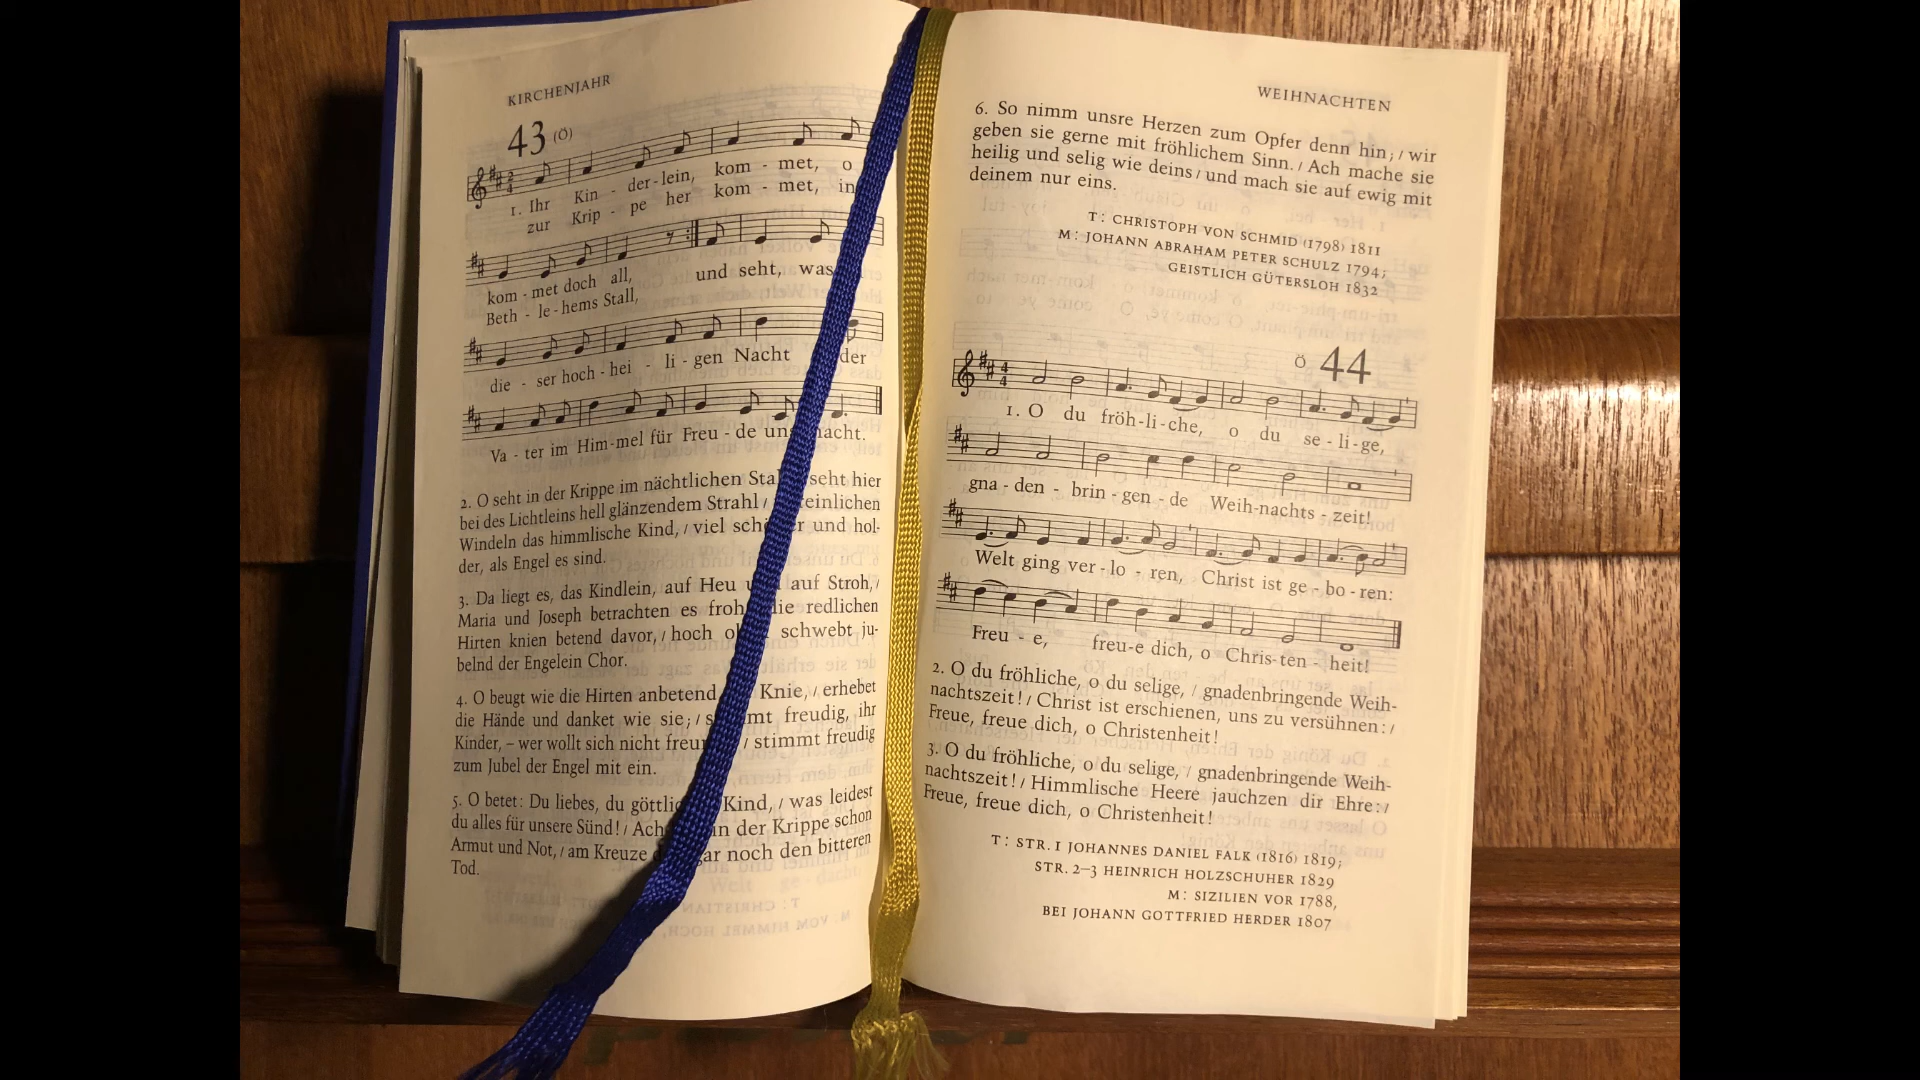 KIRCHENJAHR
43 (Ö)
1. Ihr Kin - der - lein, kom - met, o
zur Krip - pe her kom - met, in
kom - met doch all, und seht, was
Beth - le - hems Stall,
die - ser hoch - hei - li - gen Nacht der
Va - ter im Him - mel für Freu - de uns macht.
2. O seht in der Krippe im nächtlichen Stall, seht hier
bei des Lichtleins hell glänzendem Strahl / reinlichen
Windeln das himmlische Kind, / viel schöner und hol-
der, als Engel es sind.
3. Da liegt es, das Kindlein, auf Heu und auf Stroh, /
Maria und Joseph betrachten es froh die redlichen
Hirten knien betend davor, / hoch oben schwebt ju-
belnd der Engelein Chor.
4. O beugt wie die Hirten anbetend Knie, / erhebet
die Hände und danket wie sie; / stimmt freudig, ihr
Kinder, – wer wollt sich nicht freun / stimmt freudig
zum Jubel der Engel mit ein.
5. O betet: Du liebes, du göttliches Kind, / was leidest
du alles für unsere Sünd! / Ach in der Krippe schon
Armut und Not, / am Kreuze gar noch den bitteren
Tod.
WEIHNACHTEN
6. So nimm unsre Herzen zum Opfer denn hin; / wir
geben sie gerne mit fröhlichem Sinn. / Ach mache sie
heilig und selig wie deins / und mach sie auf ewig mit
deinem nur eins.
T: CHRISTOPH VON SCHMID (1798) 1811
M: JOHANN ABRAHAM PETER SCHULZ 1794;
GEISTLICH GÜTERSLOH 1832
Ö 44
1. O du fröh - li - che, o du se - li - ge,
gna - den - brin - gen - de Weih - nachts - zeit!
Welt ging ver - lo - ren, Christ ist ge - bo - ren:
Freu - e, freu - e dich, o Chris - ten - heit!
2. O du fröhliche, o du selige, / gnadenbringende Weih-
nachtszeit! / Christ ist erschienen, uns zu versühnen: /
Freue, freue dich, o Christenheit!
3. O du fröhliche, o du selige, / gnadenbringende Weih-
nachtszeit! / Himmlische Heere jauchzen dir Ehre: /
Freue, freue dich, o Christenheit!
T: STR. 1 JOHANNES DANIEL FALK (1816) 1819;
STR. 2–3 HEINRICH HOLZSCHUHER 1829
M: SIZILIEN VOR 1788,
BEI JOHANN GOTTFRIED HERDER 1807